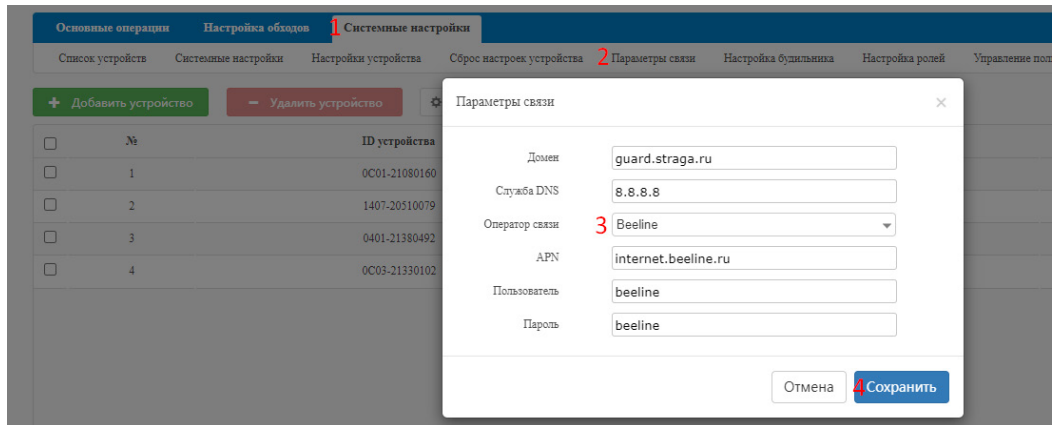 Основные операции Настройка обходов 1 Системные настройки
Список устройств Системные настройки Настройки устройства Сброс настроек устройства 2 Параметры связи Настройка будильника Настройка ролей Управление пол
+ Добавить устройство − Удалить устройство
Параметры связи ×
№ ID устройства
1 0C01-21080160
2 1407-20510079
3 0401-21380492
4 0C03-21330102
Домен guard.straga.ru
Служба DNS 8.8.8.8
Оператор связи 3 Beeline
APN internet.beeline.ru
Пользователь beeline
Пароль beeline
Отмена 4 Сохранить